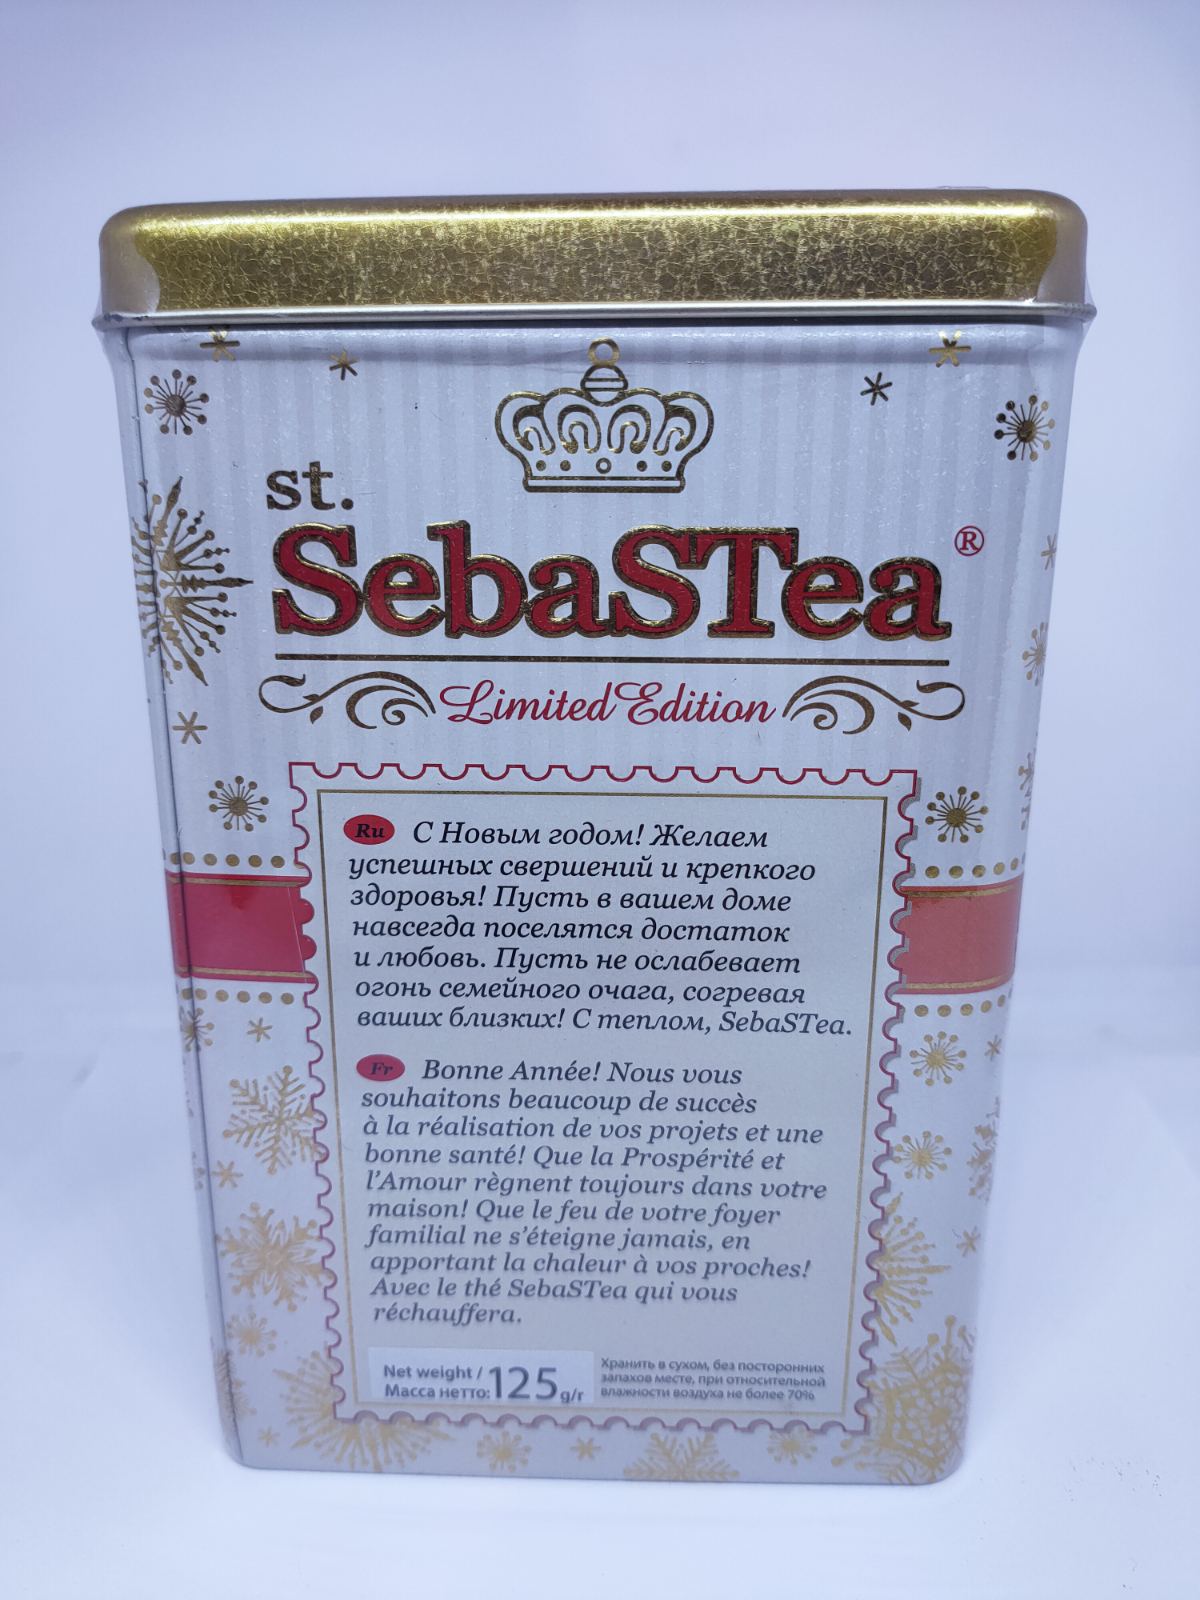 st.
SebaSTea®
Limited Edition
Ru С Новым годом! Желаем
успешных свершений и крепкого
здоровья! Пусть в вашем доме
навсегда поселятся достаток
и любовь. Пусть не ослабевает
огонь семейного очага, согревая
ваших близких! С теплом, SebaSTea.
Fr Bonne Année! Nous vous
souhaitons beaucoup de succès
à la réalisation de vos projets et une
bonne santé! Que la Prospérité et
l'Amour règnent toujours dans votre
maison! Que le feu de votre foyer
familial ne s'éteigne jamais, en
apportant la chaleur à vos proches!
Avec le thé SebaSTea qui vous
réchauffera.
Net weight /
Масса нетто: 125 g/г
Хранить в сухом, без посторонних
запахов месте, при относительной
влажности воздуха не более 70%